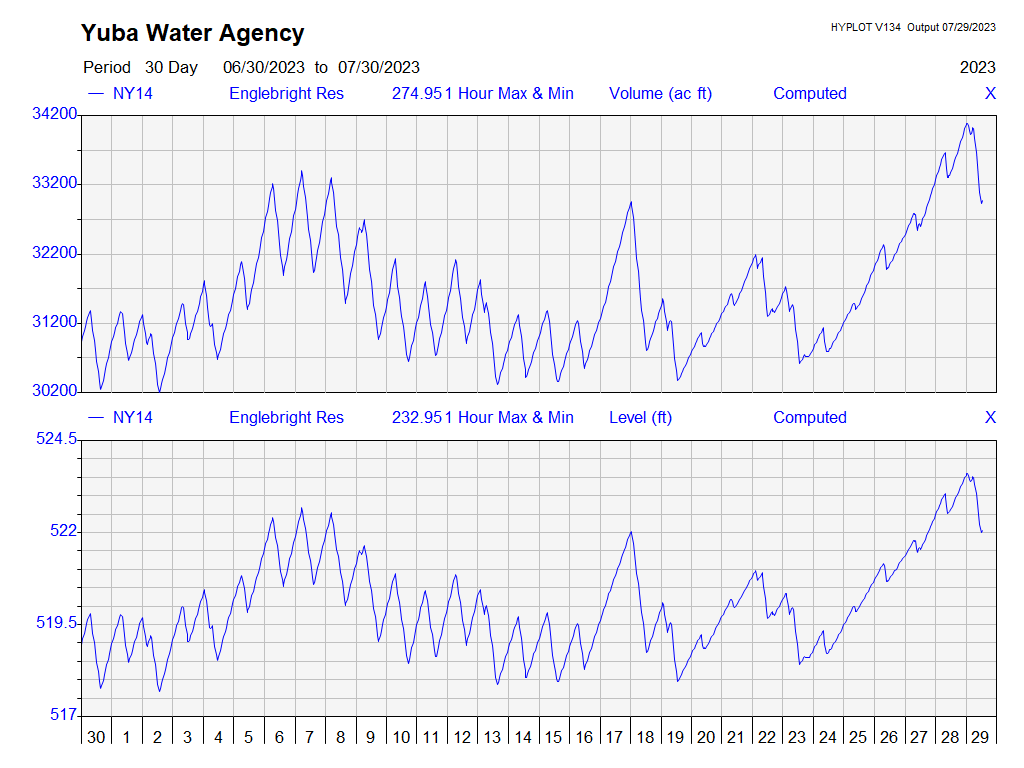 Yuba Water Agency
HYPLOT V134 Output 07/29/2023
Period 30 Day 06/30/2023 to 07/30/2023 2023
— NY14 Englebright Res 274.951 Hour Max & Min Volume (ac ft) Computed X
34200
33200
32200
31200
30200
— NY14 Englebright Res 232.951 Hour Max & Min Level (ft) Computed X
524.5
522
519.5
517
30 1 2 3 4 5 6 7 8 9 10 11 12 13 14 15 16 17 18 19 20 21 22 23 24 25 26 27 28 29